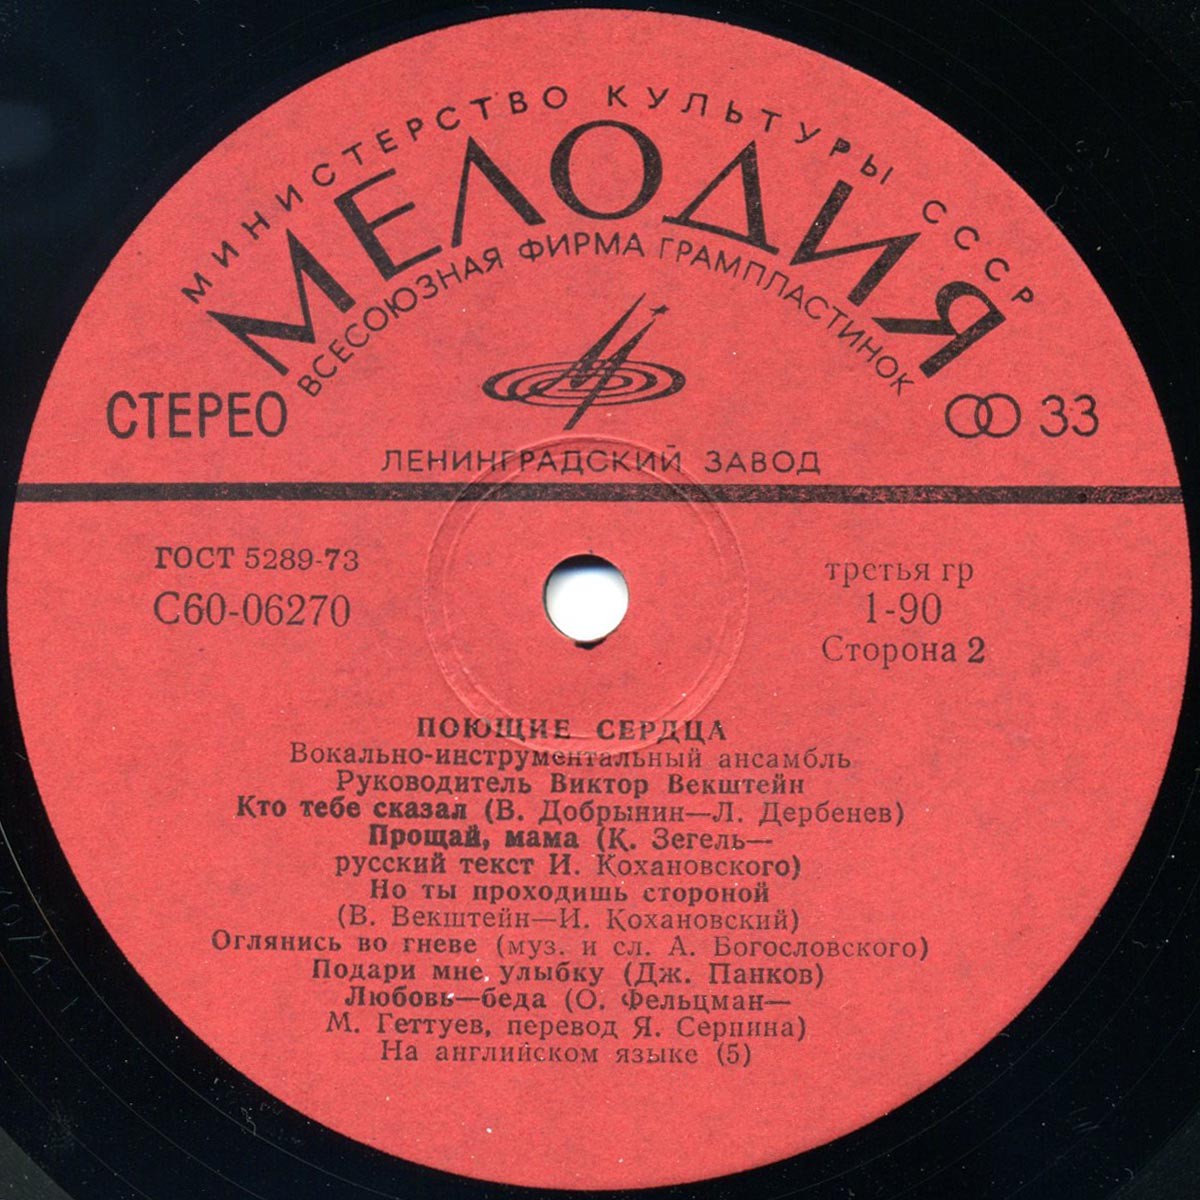 МИНИСТЕРСТВО КУЛЬТУРЫ СССР
МЕЛОДИЯ
ВСЕСОЮЗНАЯ ФИРМА ГРАМПЛАСТИНОК
СТЕРЕО
33
ЛЕНИНГРАДСКИЙ ЗАВОД
ГОСТ 5289-73
С60-06270
третья гр
1-90
Сторона 2
ПОЮЩИЕ СЕРДЦА
Вокально-инструментальный ансамбль
Руководитель Виктор Векштейн
Кто тебе сказал (В. Добрынин—Л. Дербенев)
Прощай, мама (К. Зегель—
русский текст И. Кохановского)
Но ты проходишь стороной
(В. Векштейн—И. Кохановский)
Оглянись во гневе (муз. и сл. А. Богословского)
Подари мне улыбку (Дж. Панков)
Любовь—беда (О. Фельцман—
М. Геттуев, перевод Я. Серпина)
На английском языке (5)